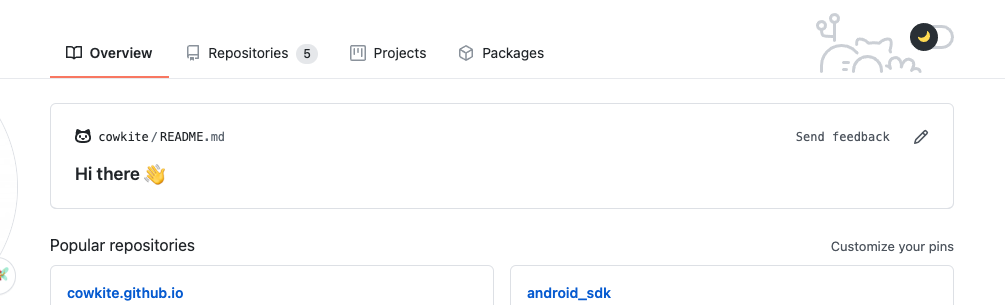 Overview Repositories 5 Projects Packages
cowkite/README.md Send feedback
Hi there 👋
Popular repositories Customize your pins
cowkite.github.io android_sdk